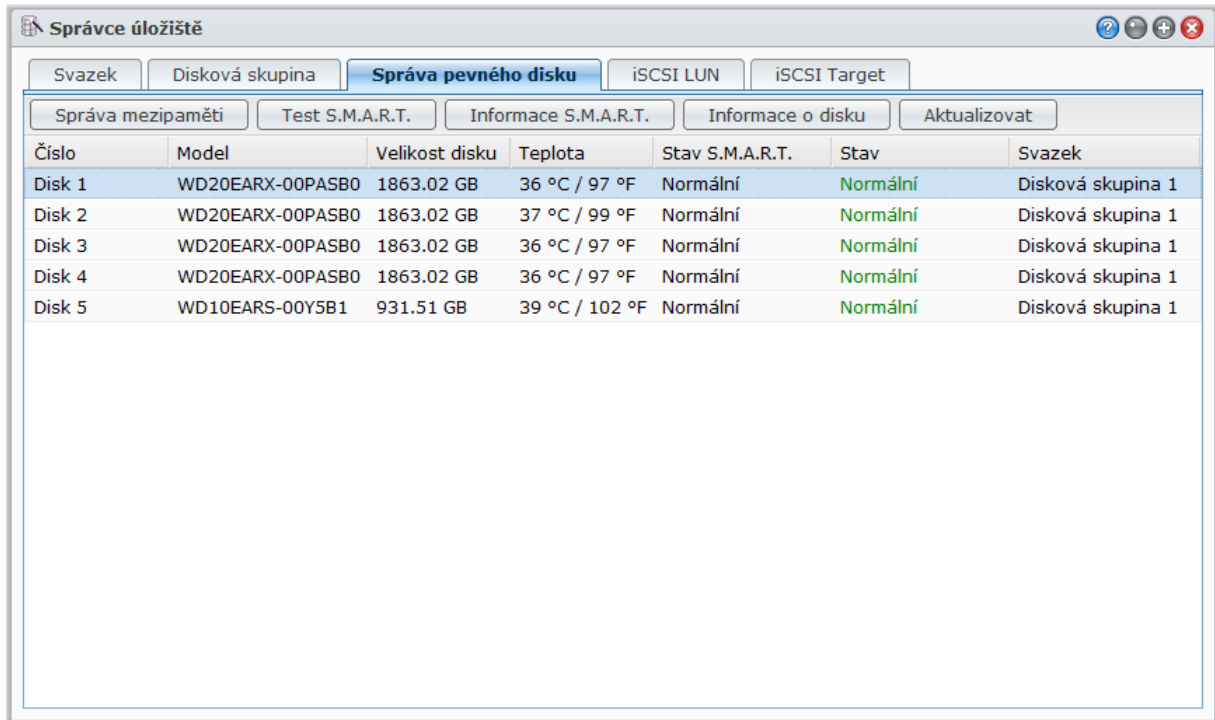 Správce úložiště
Svazek Disková skupina Správa pevného disku iSCSI LUN iSCSI Target
Správa mezipaměti Test S.M.A.R.T. Informace S.M.A.R.T. Informace o disku Aktualizovat
Číslo Model Velikost disku Teplota Stav S.M.A.R.T. Stav Svazek
Disk 1 WD20EARX-00PASB0 1863.02 GB 36 °C / 97 °F Normální Normální Disková skupina 1
Disk 2 WD20EARX-00PASB0 1863.02 GB 37 °C / 99 °F Normální Normální Disková skupina 1
Disk 3 WD20EARX-00PASB0 1863.02 GB 36 °C / 97 °F Normální Normální Disková skupina 1
Disk 4 WD20EARX-00PASB0 1863.02 GB 36 °C / 97 °F Normální Normální Disková skupina 1
Disk 5 WD10EARS-00Y5B1 931.51 GB 39 °C / 102 °F Normální Normální Disková skupina 1